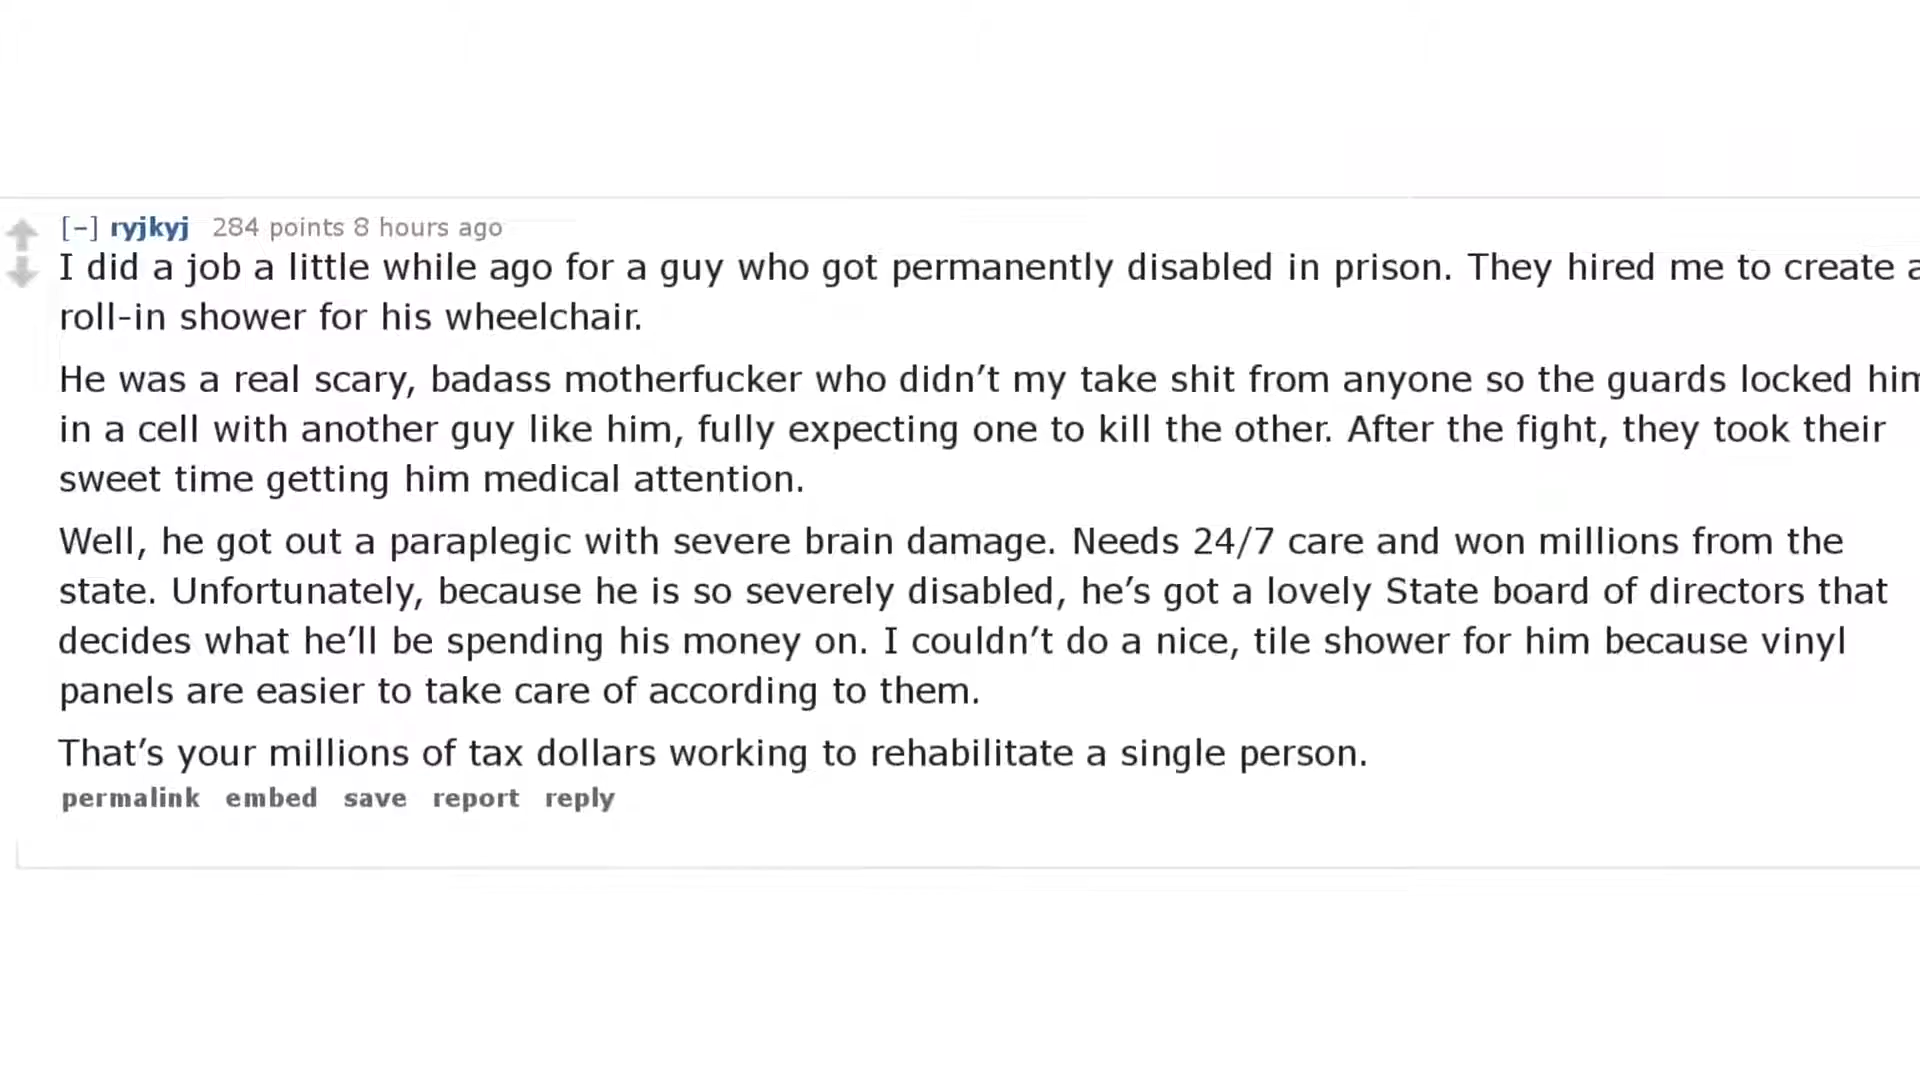 [–] ryjkyj 284 points 8 hours ago
I did a job a little while ago for a guy who got permanently disabled in prison. They hired me to create a
roll-in shower for his wheelchair.
He was a real scary, badass motherfucker who didn’t my take shit from anyone so the guards locked him
in a cell with another guy like him, fully expecting one to kill the other. After the fight, they took their
sweet time getting him medical attention.
Well, he got out a paraplegic with severe brain damage. Needs 24/7 care and won millions from the
state. Unfortunately, because he is so severely disabled, he’s got a lovely State board of directors that
decides what he’ll be spending his money on. I couldn’t do a nice, tile shower for him because vinyl
panels are easier to take care of according to them.
That’s your millions of tax dollars working to rehabilitate a single person.
permalink embed save report reply